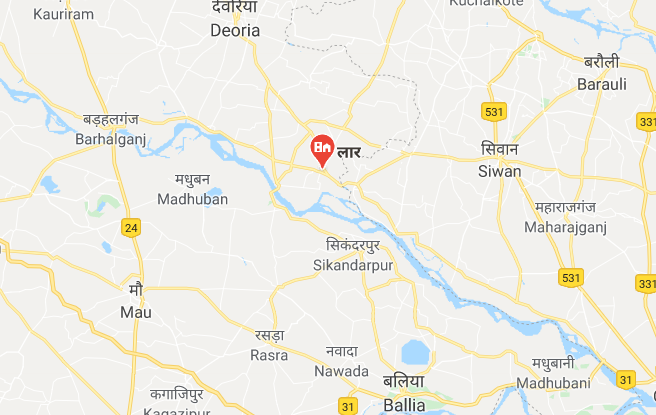 देवरिया
Deoria
Kauriram
Kuchaikote
बरौली
Barauli
531
331
बड़हलगंज
Barhalganj
लार
सिवान
Siwan
मधुबन
Madhuban
महाराजगंज
Maharajganj
24
सिकंदरपुर
Sikandarpur
531
331
मौ
Mau
रसड़ा
Rasra
नवादा
Nawada
मधुबानी
Madhubani
31
बलिया
Ballia
कगाजिपुर
Kagazipur
31